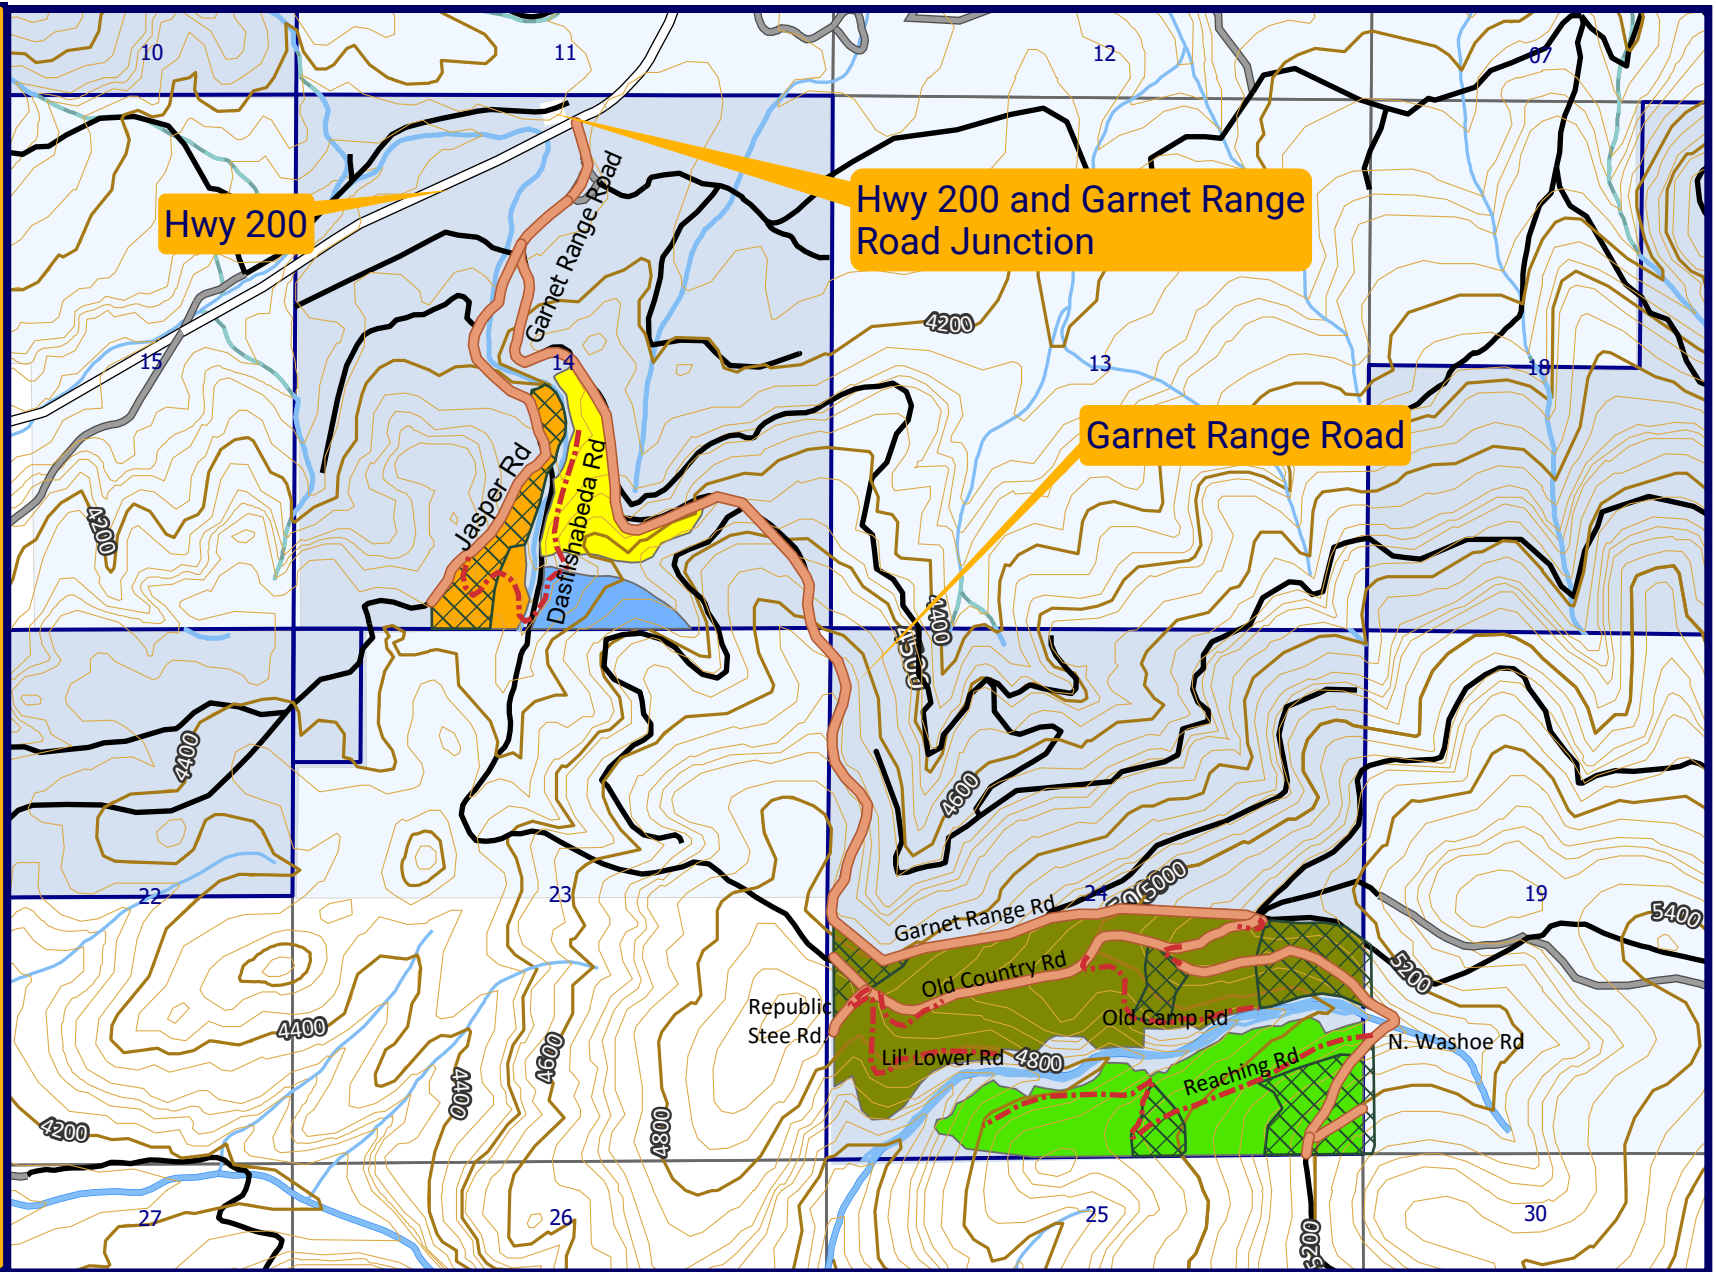 10
11
12
07
Hwy 200
Hwy 200 and Garnet Range
Road Junction
Garnet Range Road
4200
15
14
13
18
Garnet Range Road
Jasper Rd
Dasflishabeda Rd
4200
4400
4500
4400
4600
22
23
24
19
5000
5400
Garnet Range Rd
Old Country Rd
5200
Republic
Stee Rd.
Old Camp Rd
N. Washoe Rd
Lil' Lower Rd
4800
Reaching Rd
4400
4600
4400
4800
4200
27
26
25
30
5200